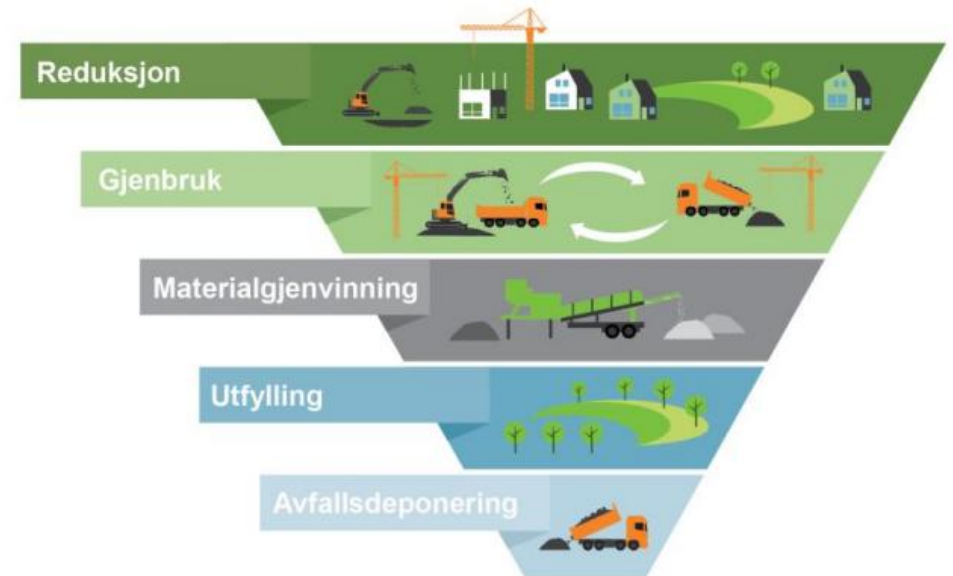 Reduksjon
Gjenbruk
Materialgjenvinning
Utfylling
Avfallsdeponering